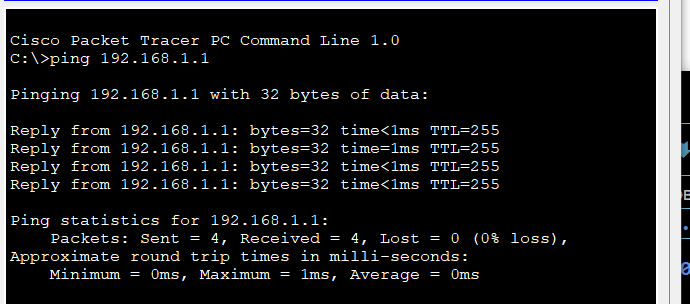 Cisco Packet Tracer PC Command Line 1.0
C:\>ping 192.168.1.1
Pinging 192.168.1.1 with 32 bytes of data:
Reply from 192.168.1.1: bytes=32 time<1ms TTL=255
Reply from 192.168.1.1: bytes=32 time=1ms TTL=255
Reply from 192.168.1.1: bytes=32 time<1ms TTL=255
Reply from 192.168.1.1: bytes=32 time<1ms TTL=255
Ping statistics for 192.168.1.1:
    Packets: Sent = 4, Received = 4, Lost = 0 (0% loss),
Approximate round trip times in milli-seconds:
    Minimum = 0ms, Maximum = 1ms, Average = 0ms